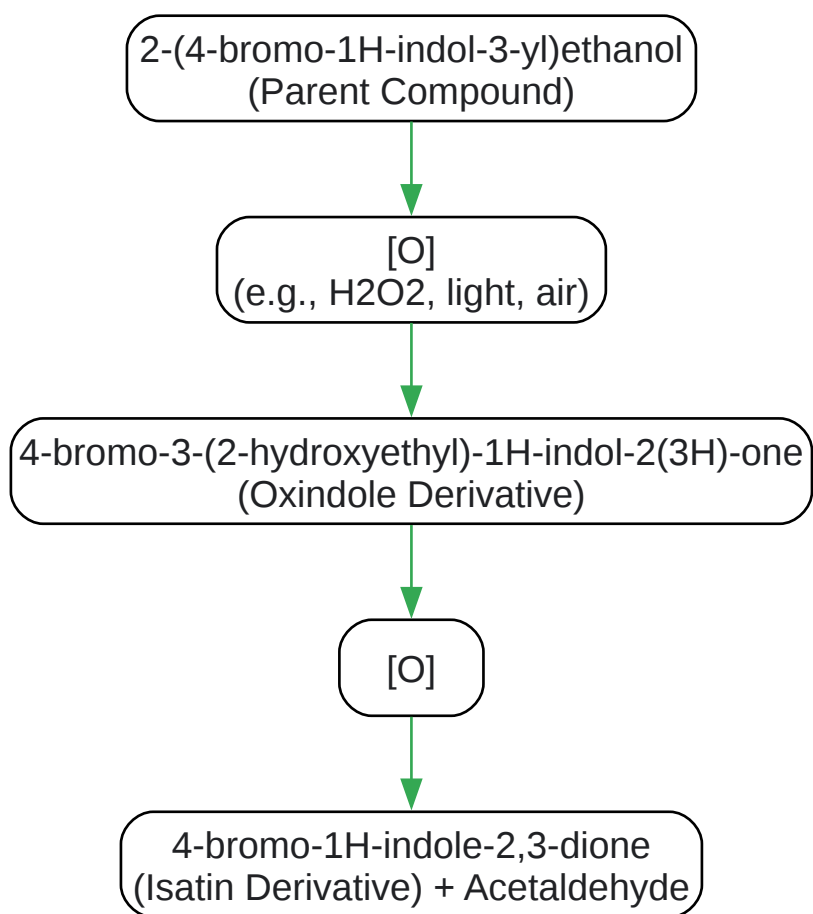 2-(4-bromo-1H-indol-3-yl)ethanol
(Parent Compound)
[O]
(e.g., H2O2, light, air)
4-bromo-3-(2-hydroxyethyl)-1H-indol-2(3H)-one
(Oxindole Derivative)
[O]
4-bromo-1H-indole-2,3-dione
(Isatin Derivative) + Acetaldehyde